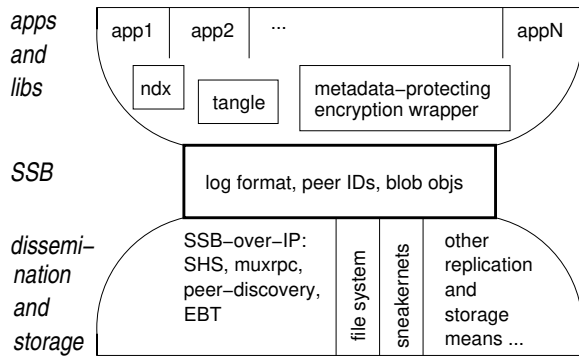 apps
and
libs
app1
app2
...
appN
ndx
tangle
metadata–protecting
encryption wrapper
SSB
log format, peer IDs, blob objs
dissemi–
nation
and
storage
SSB–over–IP:
SHS, muxrpc,
peer–discovery,
EBT
file system
sneakernets
other
replication
and
storage
means ...